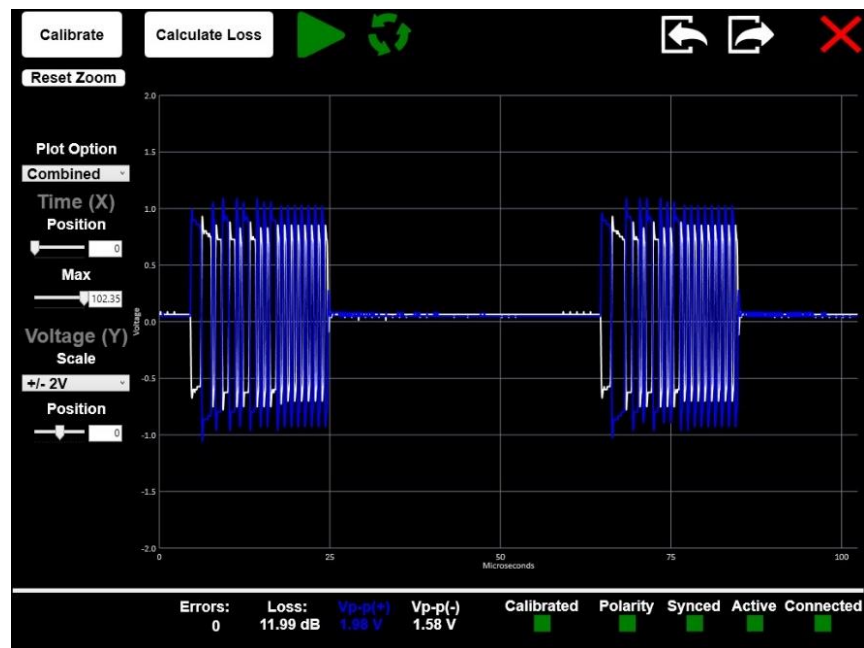 Calibrate
Calculate Loss
Reset Zoom
Plot Option
Combined
Time (X)
Position
0
Max
102.35
Voltage (Y)
Scale
+/- 2V
Position
0
2.0
1.5
1.0
0.5
0.0
-0.5
-1.0
-1.5
-2.0
Voltage
0 25 50 75 100
Microseconds
Errors: Loss: Vp-p(+) Vp-p(-) Calibrated Polarity Synced Active Connected
0 11.99 dB 1.98 V 1.58 V